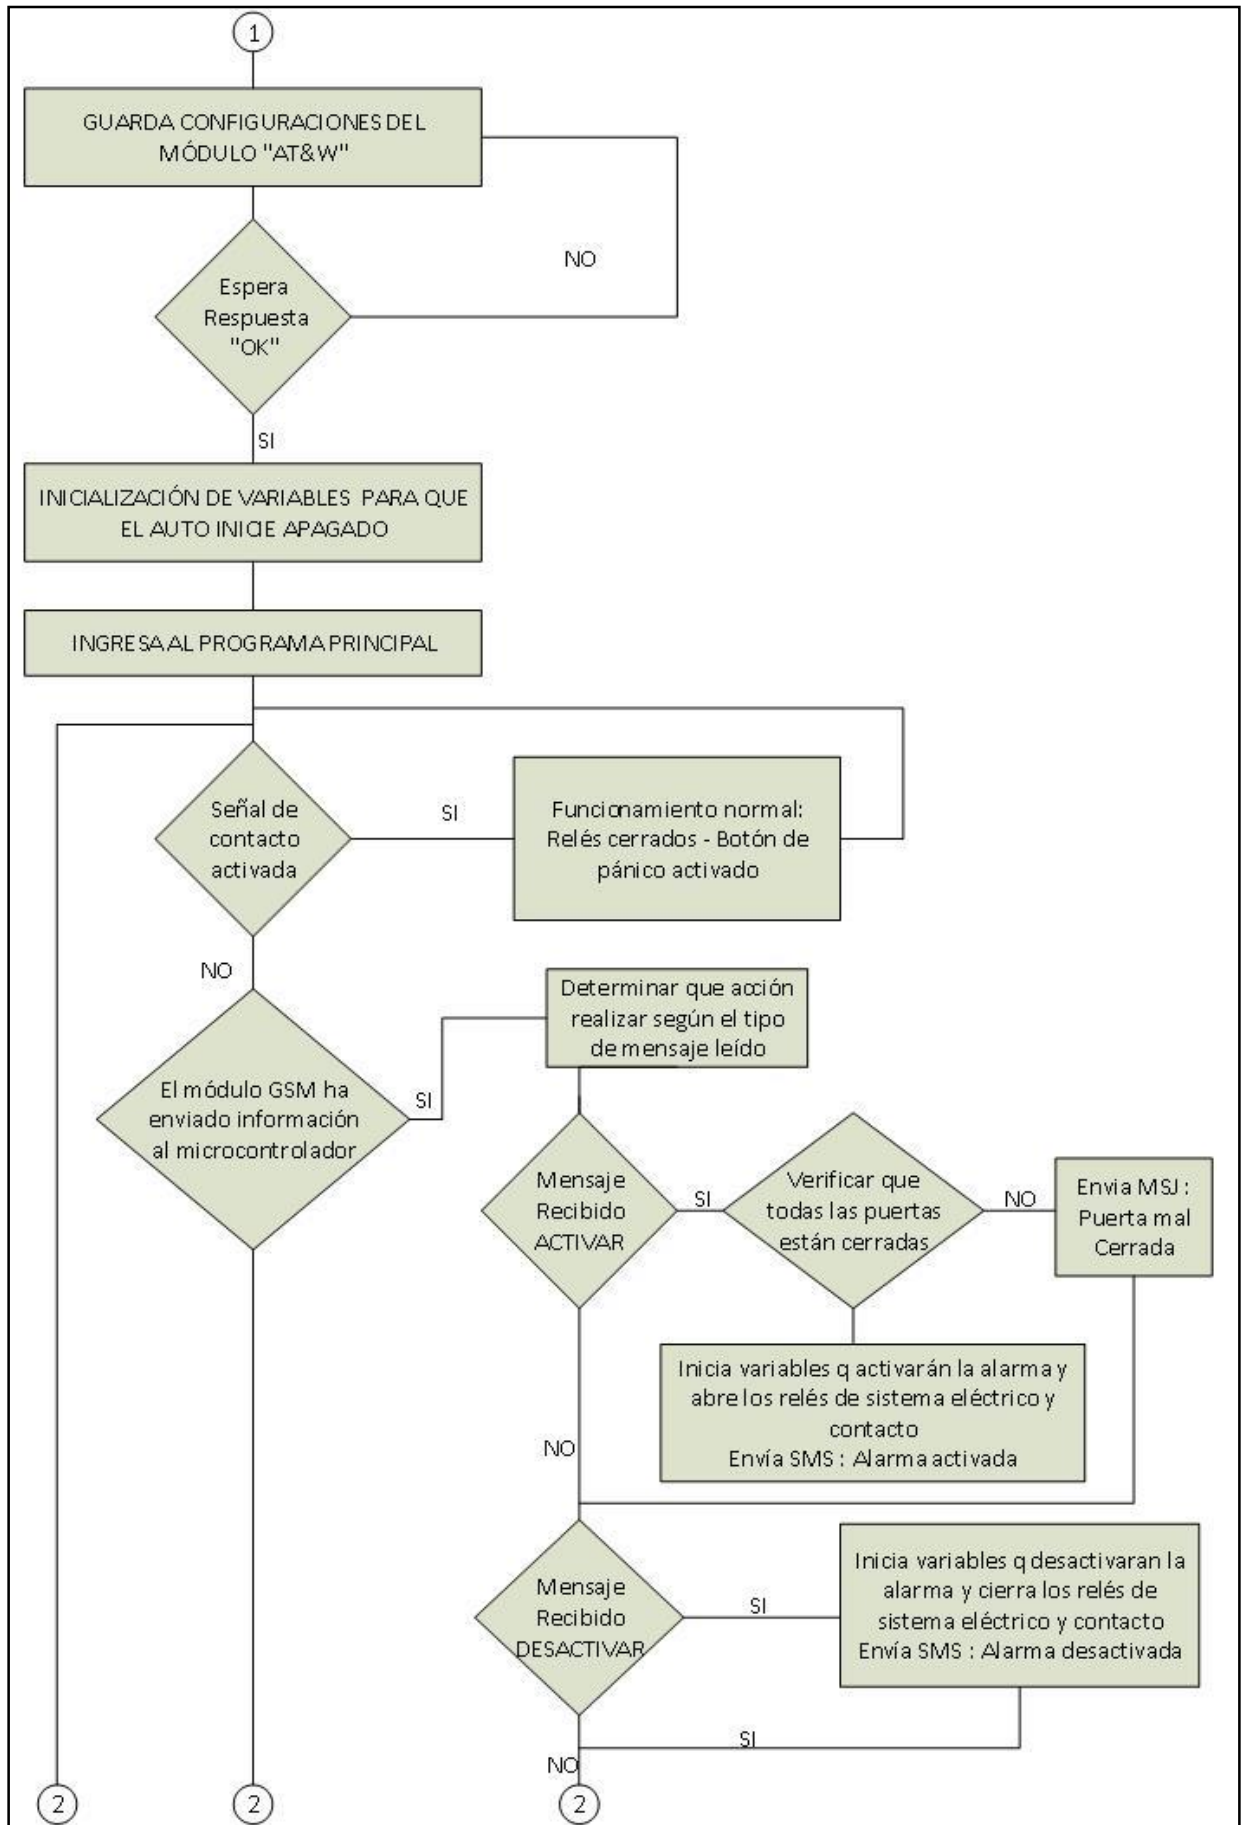 1
GUARDA CONFIGURACIONES DEL
MÓDULO "AT&W"
NO
Espera
Respuesta
"OK"
SI
INICIALIZACIÓN DE VARIABLES PARA QUE
EL AUTO INICIE APAGADO
INGRESA AL PROGRAMA PRINCIPAL
Señal de
contacto
activada
SI
Funcionamiento normal:
Relés cerrados - Botón de
pánico activado
NO
El módulo GSM ha
enviado información
al microcontrolador
SI
Determinar que acción
realizar según el tipo
de mensaje leído
Mensaje
Recibido
ACTIVAR
SI
Verificar que
todas las puertas
están cerradas
NO
Envia MSJ :
Puerta mal
Cerrada
Inicia variables q activarán la alarma y
abre los relés de sistema eléctrico y
contacto
Envía SMS : Alarma activada
NO
Mensaje
Recibido
DESACTIVAR
SI
Inicia variables q desactivaran la
alarma y cierra los relés de
sistema eléctrico y contacto
Envía SMS : Alarma desactivada
SI
NO
2
2
2